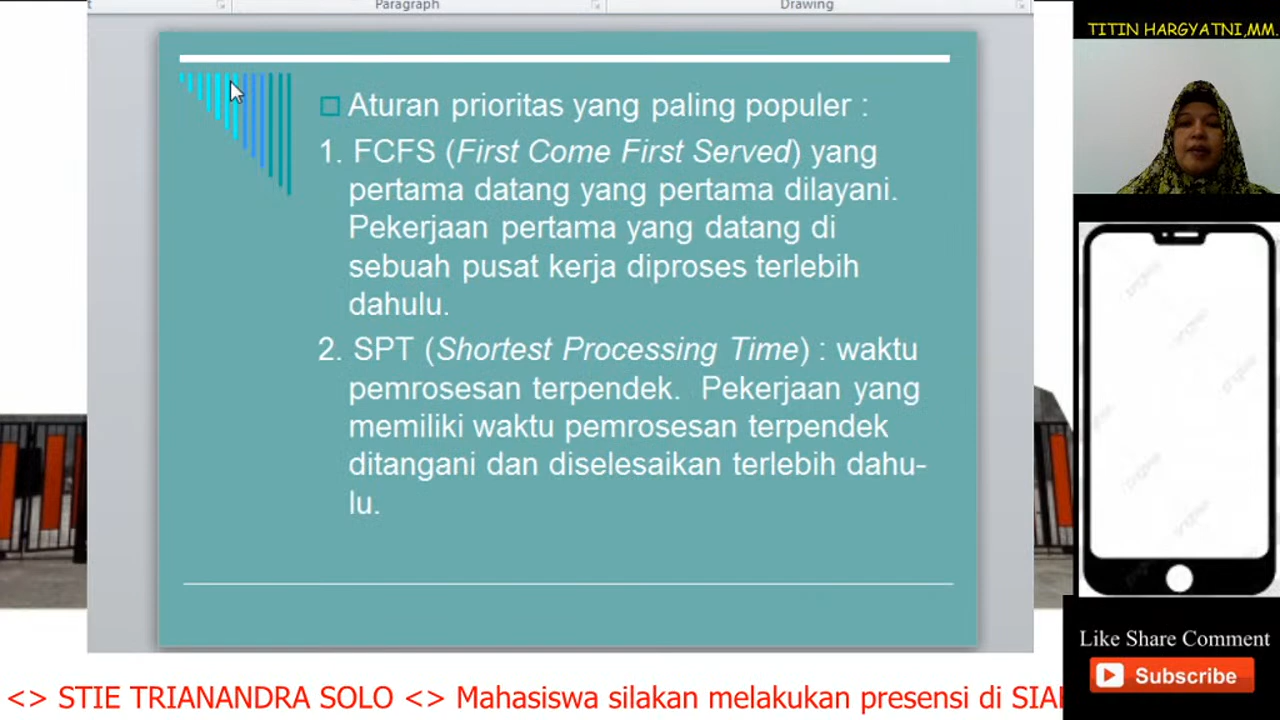 Paragraph
Drawing
TITIN HARGYATNI,MM.
Aturan prioritas yang paling populer :
1. FCFS (First Come First Served) yang
pertama datang yang pertama dilayani.
Pekerjaan pertama yang datang di
sebuah pusat kerja diproses terlebih
dahulu.
2. SPT (Shortest Processing Time) : waktu
pemrosesan terpendek. Pekerjaan yang
memiliki waktu pemrosesan terpendek
ditangani dan diselesaikan terlebih dahu-
lu.
Like Share Comment
Subscribe
<> STIE TRIANANDRA SOLO <> Mahasiswa silakan melakukan presensi di